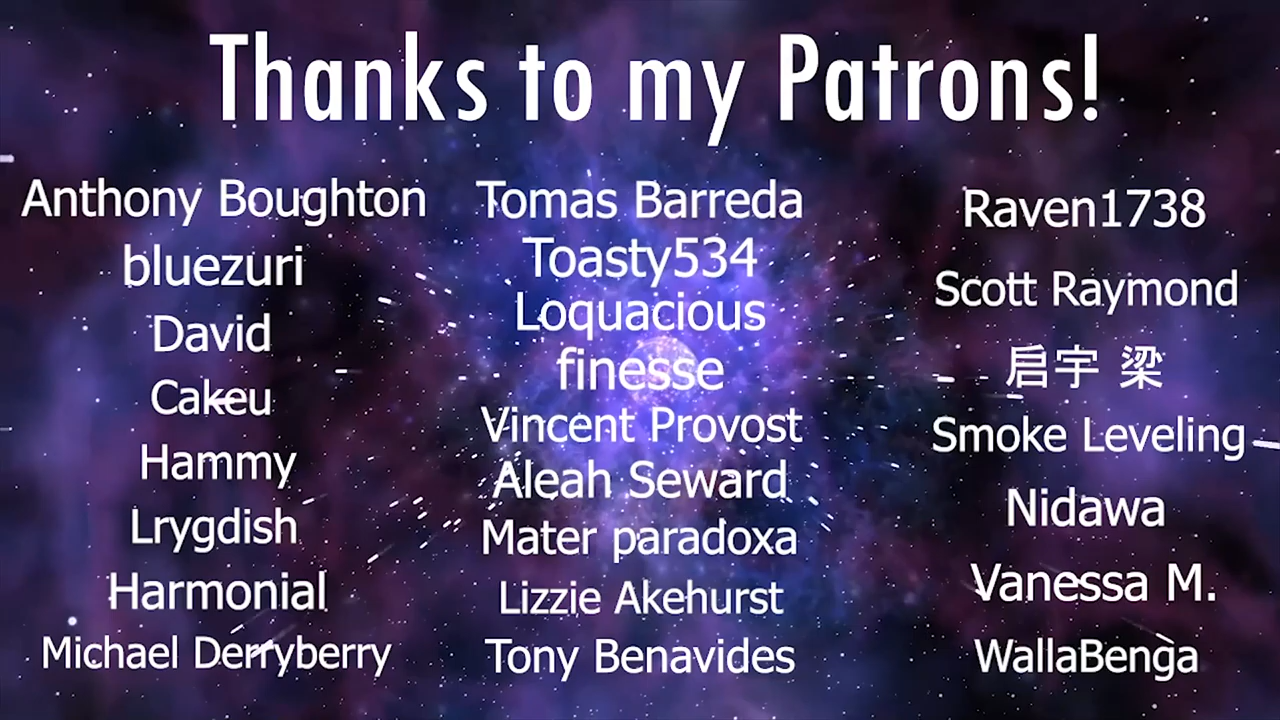 Thanks to my Patrons!
Anthony Boughton
bluezuri
David
Cakeu
Hammy
Lrygdish
Harmonial
Michael Derryberry
Tomas Barreda
Toasty534
Loquacious
finesse
Vincent Provost
Aleah Seward
Mater paradoxa
Lizzie Akehurst
Tony Benavides
Raven1738
Scott Raymond
启宇 梁
Smoke Leveling
Nidawa
Vanessa M.
WallaBenga